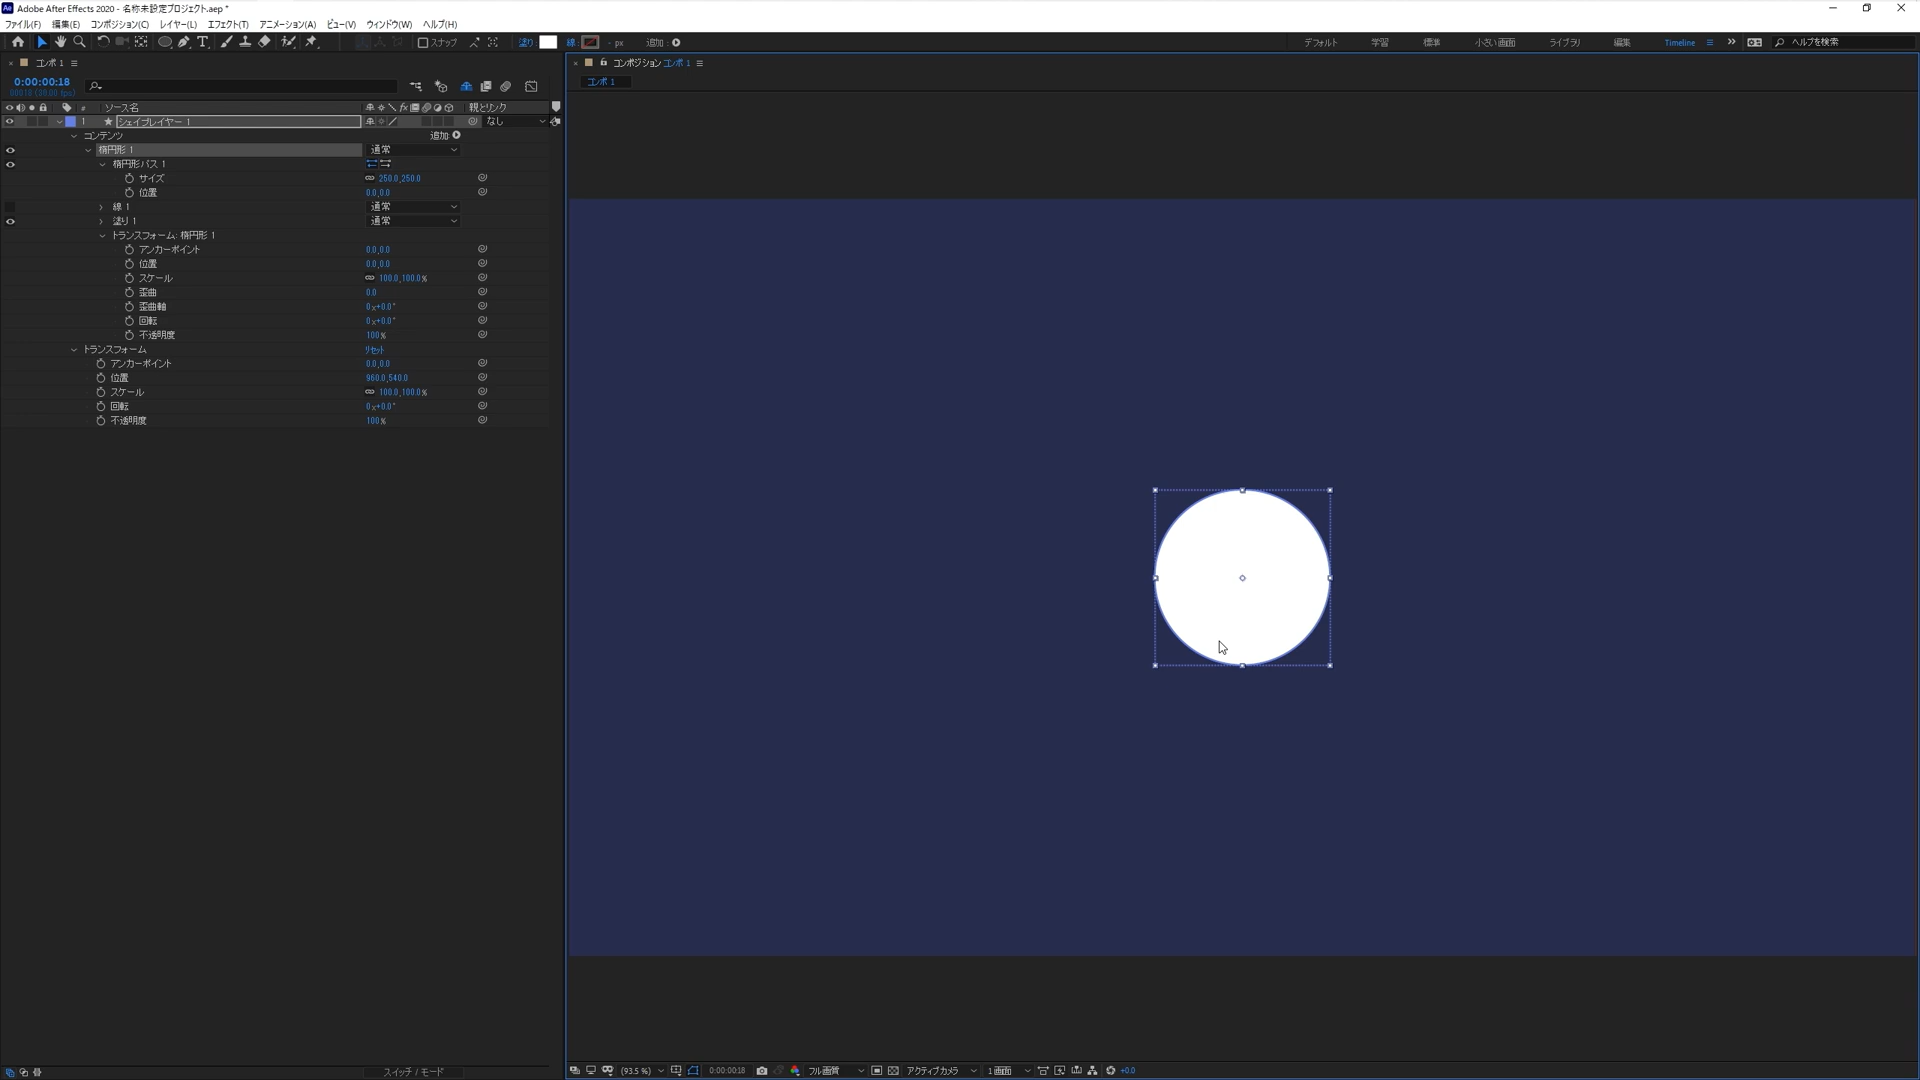 Adobe After Effects 2020 - 名称未設定プロジェクト.aep *
ファイル(F) 編集(E) コンポジション(C) レイヤー(L) エフェクト(T) アニメーション(A) ビュー(V) ウィンドウ(W) ヘルプ(H)
スナップ 塗り: 線: - px 追加: デフォルト 学習 標準 小さい画面 ライブラリ 編集 Timeline ヘルプを検索
コンポ 1
コンポジション コンポ 1
コンポ 1
0:00:00:18
00018 (30.00 fps)
# ソース名 fx 親とリンク
1 シェイプレイヤー 1 なし
コンテンツ 追加:
楕円形 1 通常
楕円形パス 1
サイズ 250.0,250.0
位置 0.0,0.0
線 1 通常
塗り 1 通常
トランスフォーム: 楕円形 1
アンカーポイント 0.0,0.0
位置 0.0,0.0
スケール 100.0,100.0%
歪曲 0.0
歪曲軸 0x+0.0°
回転 0x+0.0°
不透明度 100%
トランスフォーム リセット
アンカーポイント 0.0,0.0
位置 960.0,540.0
スケール 100.0,100.0%
回転 0x+0.0°
不透明度 100%
スイッチ / モード
(93.5 %) 0:00:00:18 フル画質 アクティブカメラ 1画面 +0.0